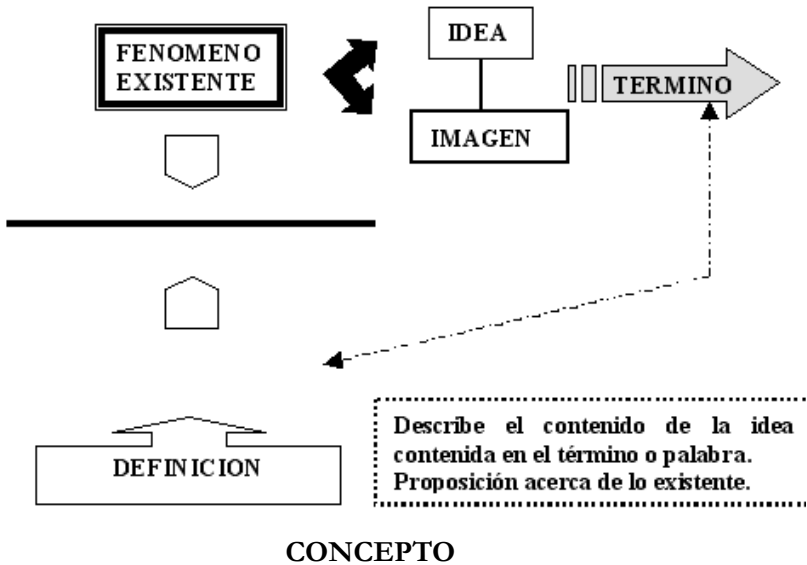 FENOMENO
EXISTENTE
IDEA
IMAGEN
TERMINO
DEFINICION
Describe el contenido de la idea
contenida en el término o palabra.
Proposición acerca de lo existente.
CONCEPTO